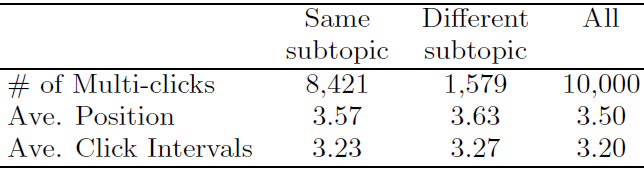 Same Different All
subtopic subtopic
# of Multi-clicks 8,421 1,579 10,000
Ave. Position 3.57 3.63 3.50
Ave. Click Intervals 3.23 3.27 3.20